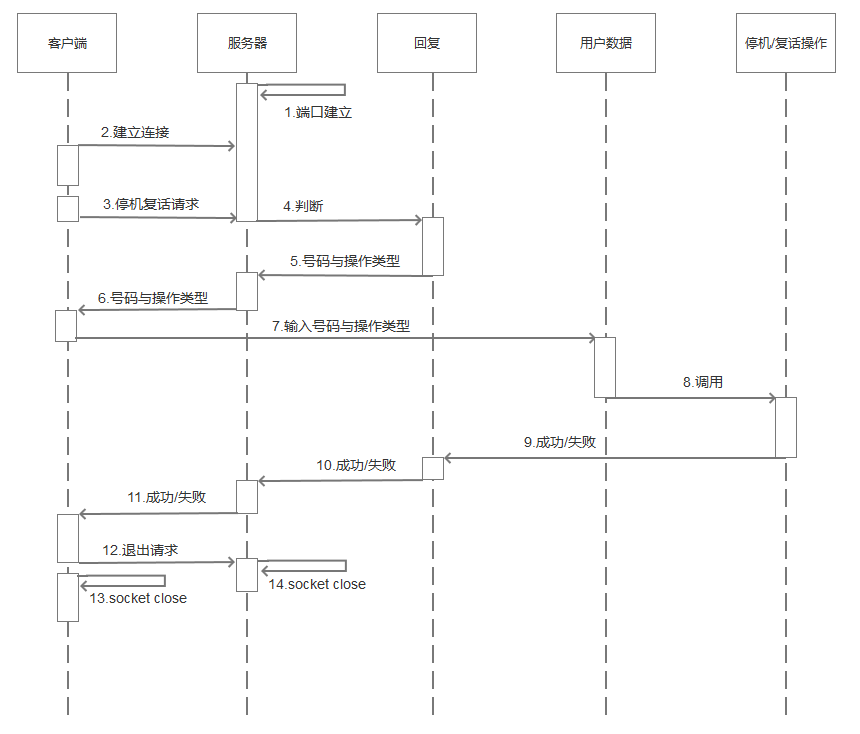 客户端
服务器
回复
用户数据
停机/复话操作
1.端口建立
2.建立连接
3.停机复话请求
4.判断
5.号码与操作类型
6.号码与操作类型
7.输入号码与操作类型
8.调用
9.成功/失败
10.成功/失败
11.成功/失败
12.退出请求
14.socket close
13.socket close